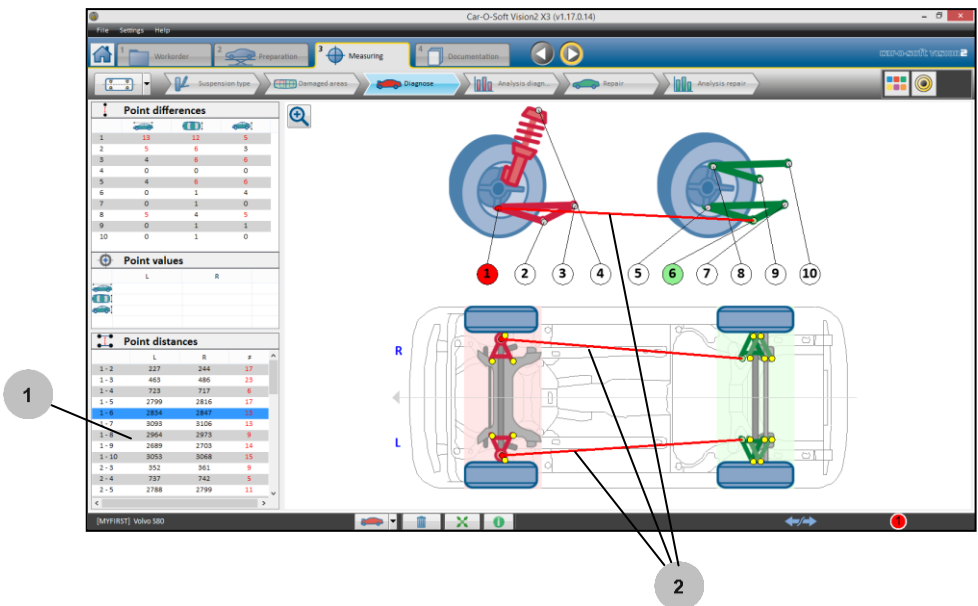 Car-O-Soft Vision2 X3 (v1.17.0.14)
File Settings Help
1 Workorder 2 Preparation 3 Measuring 4 Documentation car-o-soft vision2
Suspension type Damaged areas Diagnose Analysis diagn... Repair Analysis repair
Point differences
1 13 12 5
2 5 6 3
3 4 6 6
4 0 0 0
5 4 6 6
6 0 1 4
7 0 1 0
8 5 4 5
9 0 1 1
10 0 1 0
Point values
L R
Point distances
L R ≠
1 - 2 227 244 17
1 - 3 463 486 23
1 - 4 723 717 6
1 - 5 2799 2816 17
1 - 6 2834 2847 13
1 - 7 3093 3106 13
1 - 8 2964 2973 9
1 - 9 2689 2703 14
1 - 10 3053 3068 15
2 - 3 352 361 9
2 - 4 737 742 5
2 - 5 2788 2799 11
1 2 3 4 5 6 7 8 9 10
R
L
[MYFIRST] Volvo S80
1
1
2